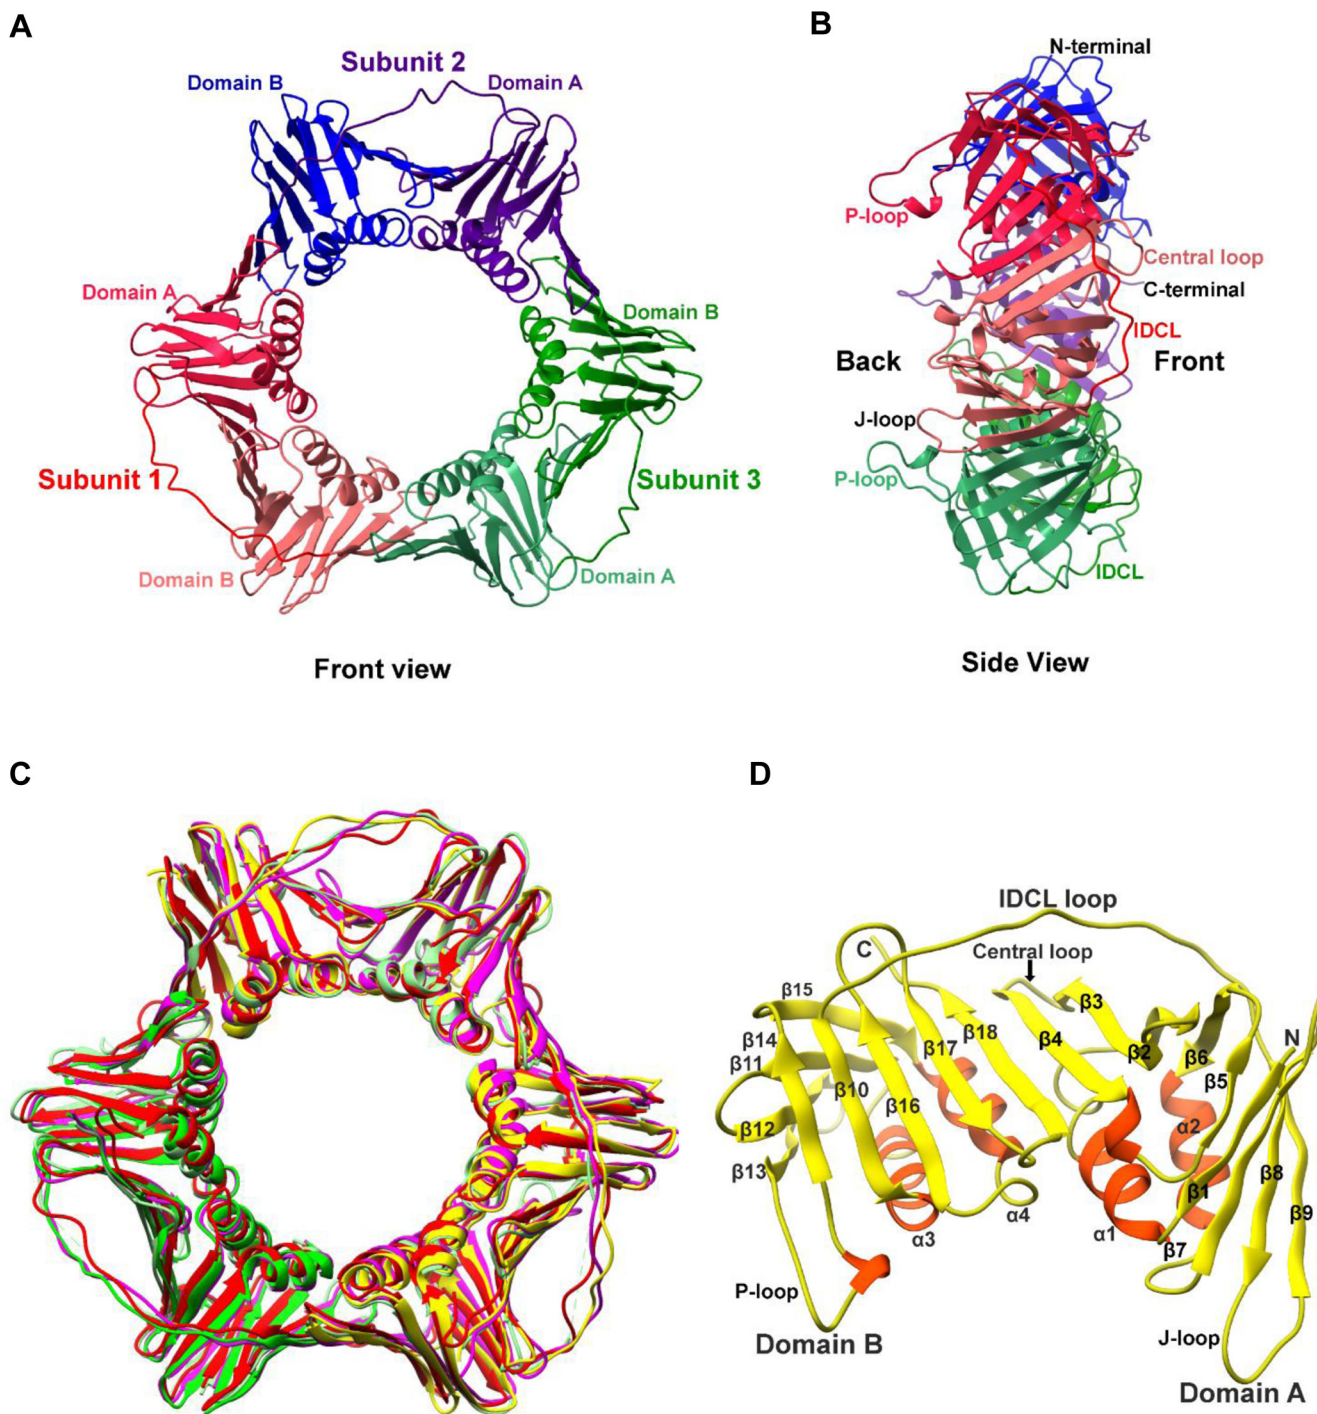 A
B
N-terminal
Subunit 2
Domain B
Domain A
P-loop
Central loop
C-terminal
Domain A
Domain B
IDCL
Back
Front
J-loop
Subunit 1
Subunit 3
P-loop
Domain B
Domain A
IDCL
Front view
Side View
C
D
IDCL loop
C
Central loop
β15
β3
β14
β18
N
β11
β17
β4
β2
β6
β10
β5
β16
β12
α2
β13
β1
β8
α4
α3
α1
β9
β7
P-loop
J-loop
Domain B
Domain A